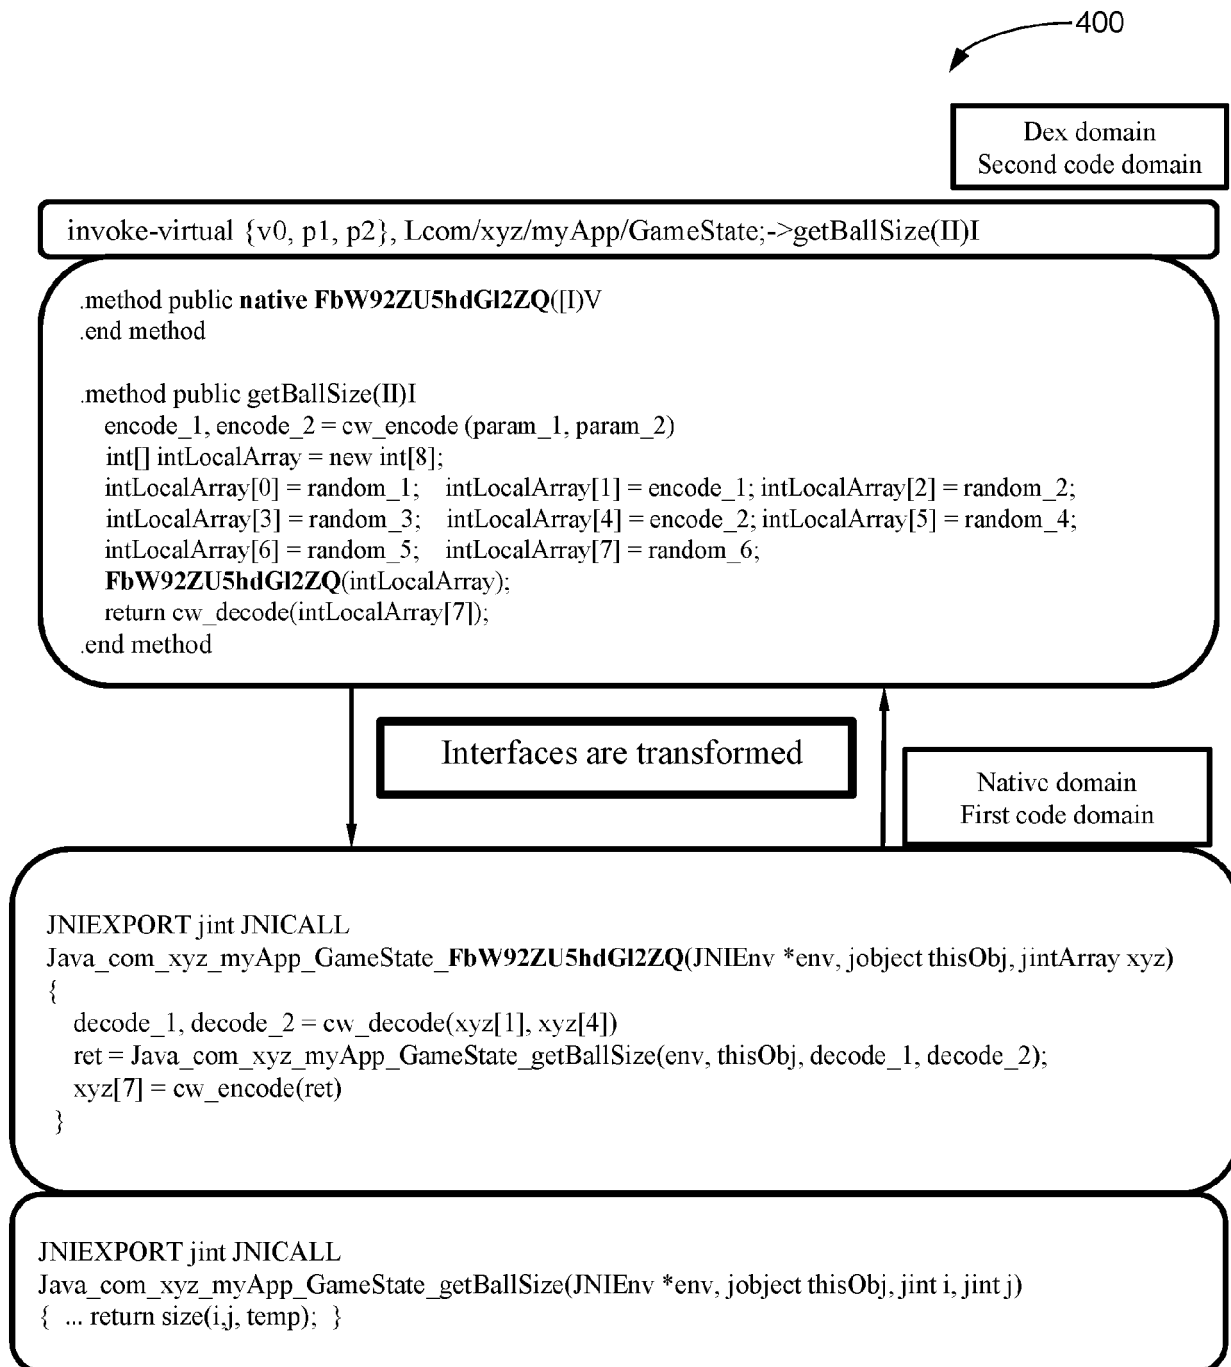 400
Dex domain
Second code domain
invoke-virtual {v0, p1, p2}, Lcom/xyz/myApp/GameState;->getBallSize(II)I
.method public native FbW92ZU5hdGl2ZQ([I)V
.end method
.method public getBallSize(II)I
encode_1, encode_2 = cw_encode (param_1, param_2)
int[] intLocalArray = new int[8];
intLocalArray[0] = random_1; intLocalArray[1] = encode_1; intLocalArray[2] = random_2;
intLocalArray[3] = random_3; intLocalArray[4] = encode_2; intLocalArray[5] = random_4;
intLocalArray[6] = random_5; intLocalArray[7] = random_6;
FbW92ZU5hdGl2ZQ(intLocalArray);
return cw_decode(intLocalArray[7]);
.end method
Interfaces are transformed
Native domain
First code domain
JNIEXPORT jint JNICALL
Java_com_xyz_myApp_GameState_FbW92ZU5hdGl2ZQ(JNIEnv *env, jobject thisObj, jintArray xyz)
{
decode_1, decode_2 = cw_decode(xyz[1], xyz[4])
ret = Java_com_xyz_myApp_GameState_getBallSize(env, thisObj, decode_1, decode_2);
xyz[7] = cw_encode(ret)
}
JNIEXPORT jint JNICALL
Java_com_xyz_myApp_GameState_getBallSize(JNIEnv *env, jobject thisObj, jint i, jint j)
{ ... return size(i,j, temp); }